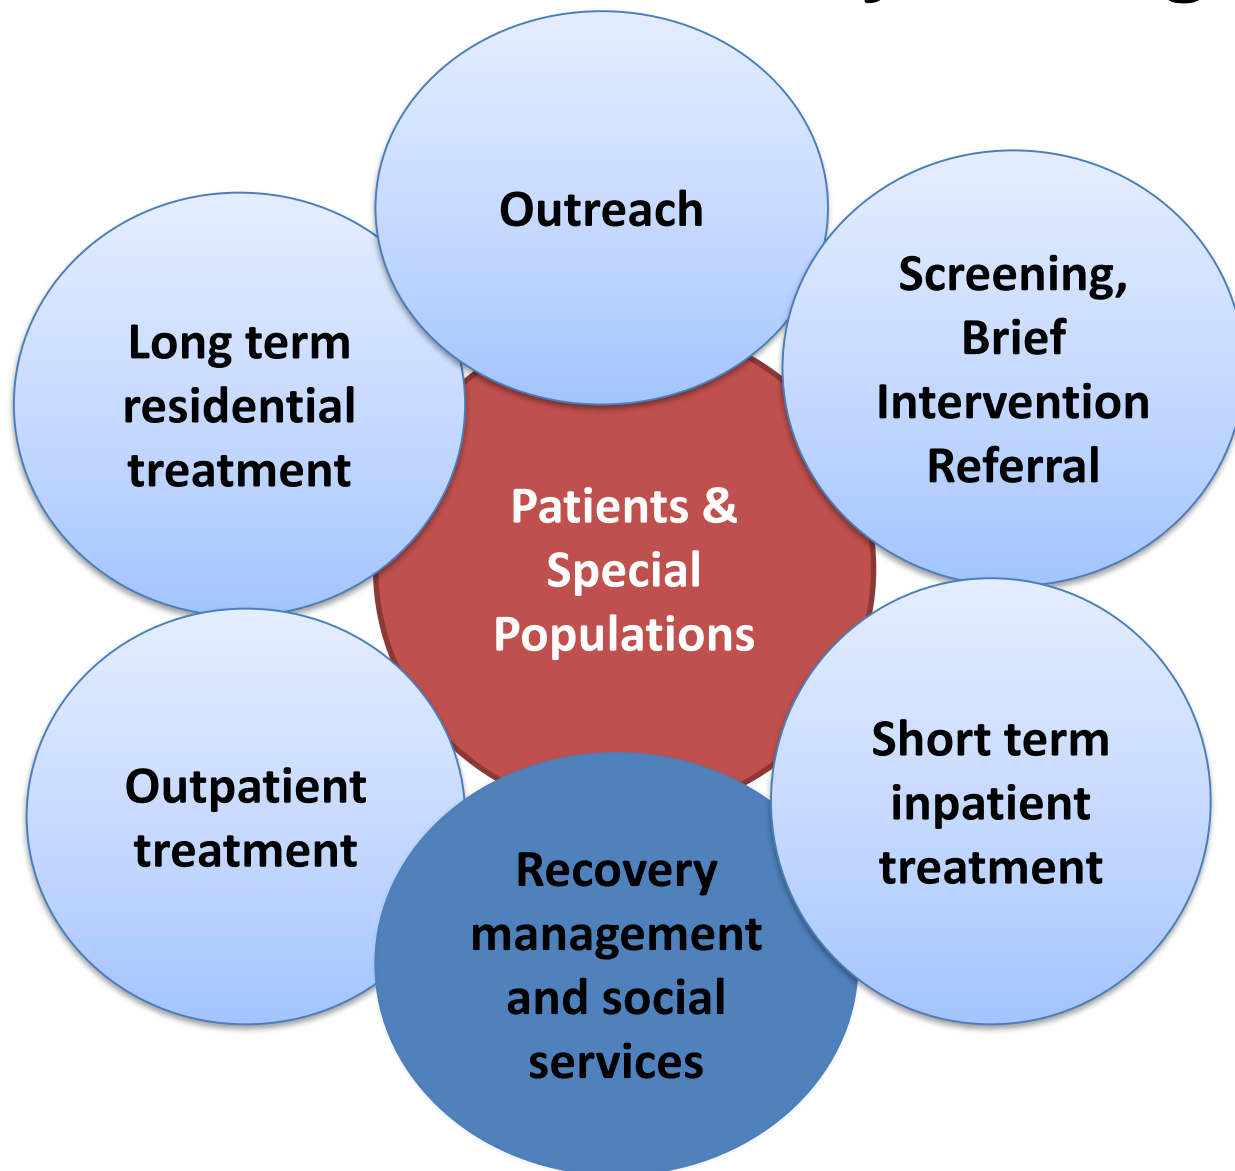 Outreach
Screening,
Brief
Intervention
Referral
Long term
residential
treatment
Patients &
Special
Populations
Short term
inpatient
treatment
Outpatient
treatment
Recovery
management
and social
services